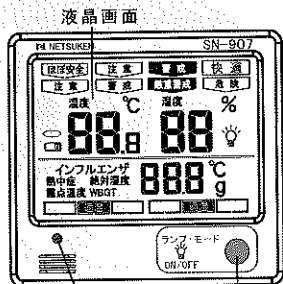 液晶画面
NETSUKEN SN-907
ほぼ安全 注意 警戒 快適
注意 警戒 厳重警戒 危険
温度 ℃ 湿度 %
88.8 88
インフルエンザ
熱中症 絶対湿度
露点温度 WBGT
888 ℃ g
ランプ・モード
ON/OFF